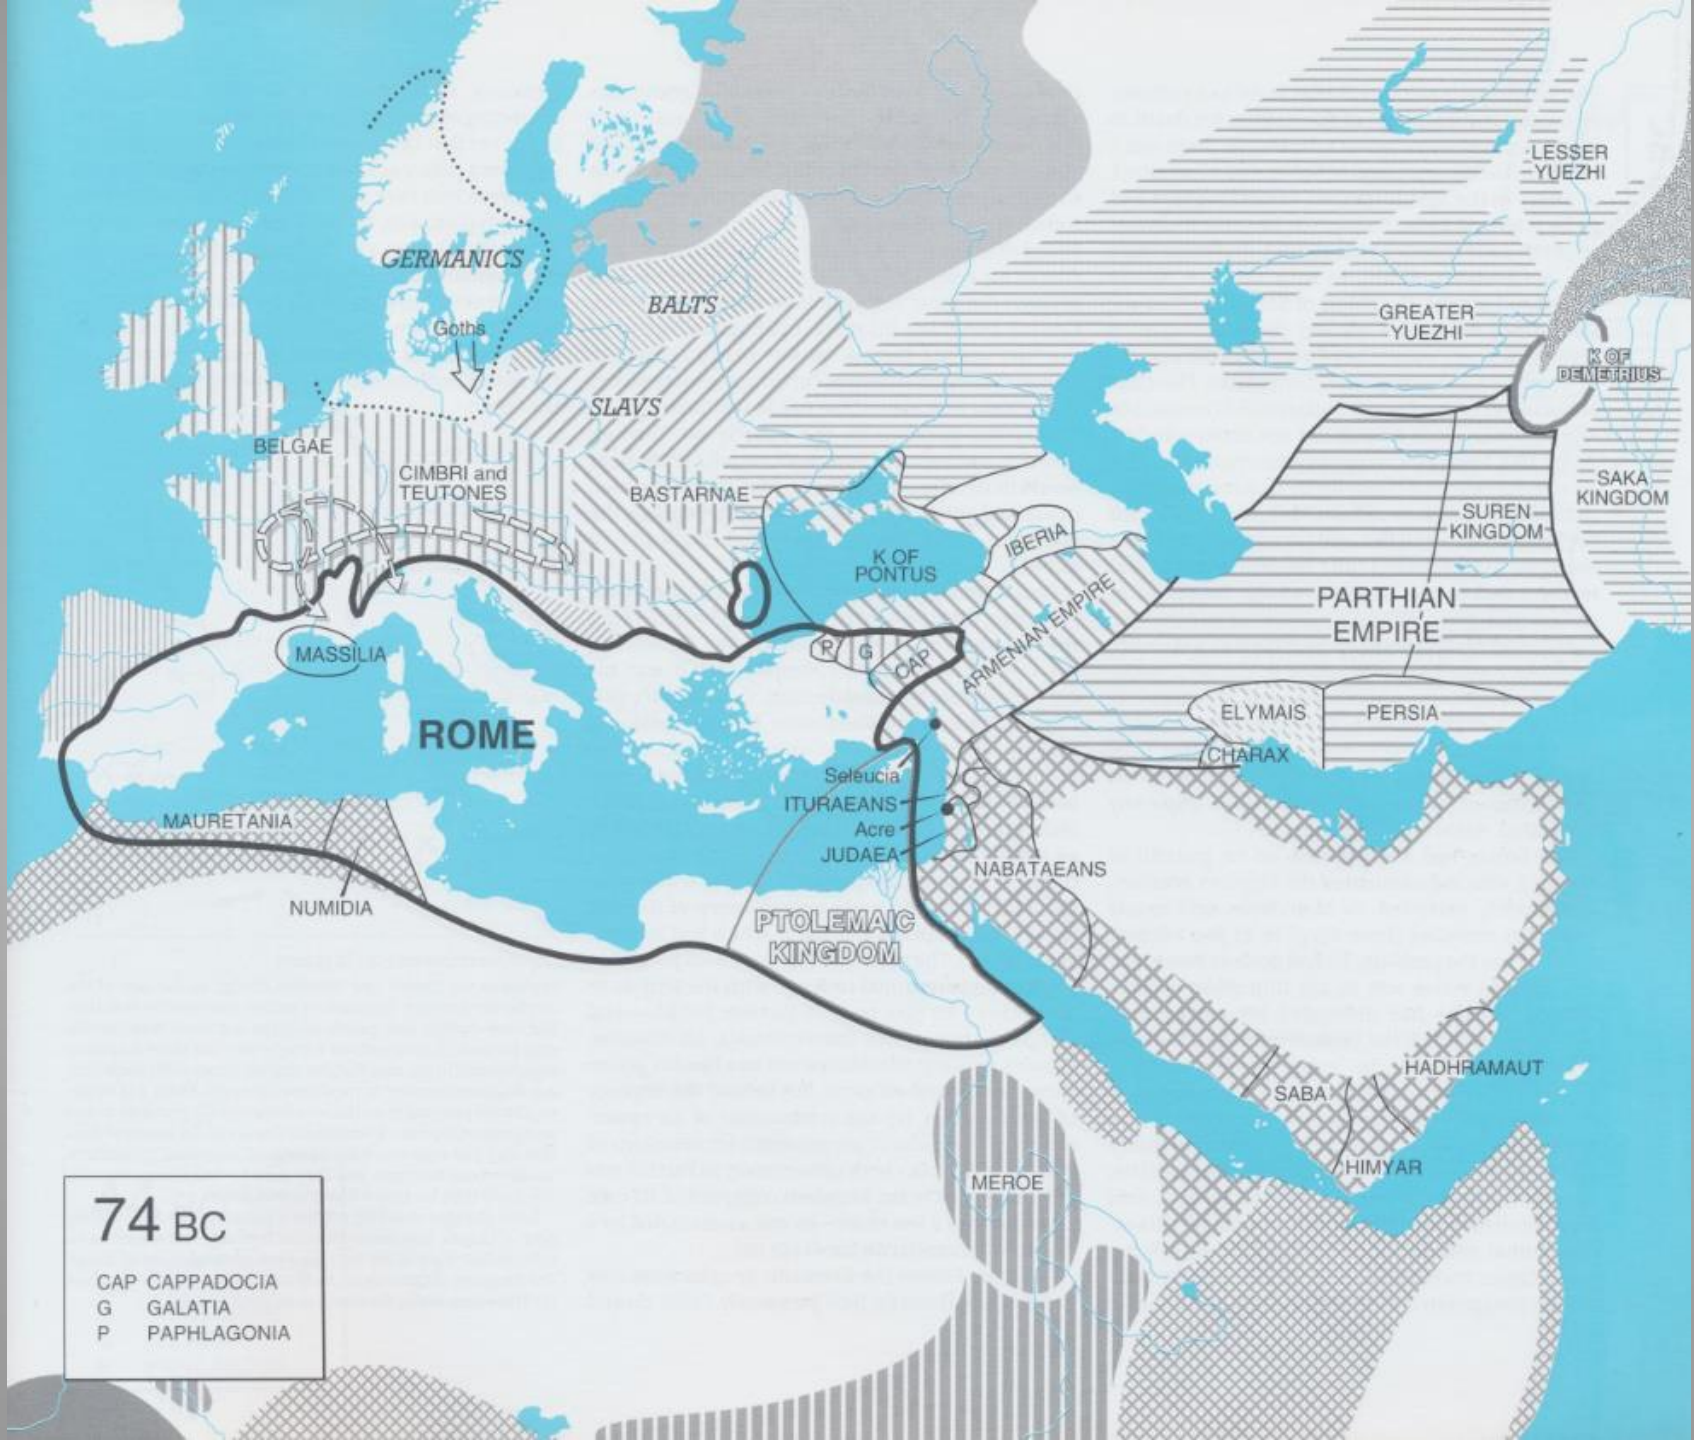 LESSER
YUEZHI
GERMANICS
BALTS
Goths
GREATER
YUEZHI
K OF
DEMETRIUS
SLAVS
BELGAE
CIMBRI and
TEUTONES
BASTARNAE
SAKA
KINGDOM
SUREN
KINGDOM
IBERIA
K OF
PONTUS
PARTHIAN
EMPIRE
ARMENIAN EMPIRE
MASSILIA
P
G
CAP
ROME
ELYMAIS
PERSIA
CHARAX
Seleucia
ITURAEANS
Acre
JUDAEA
MAURETANIA
NABATAEANS
NUMIDIA
PTOLEMAIC
KINGDOM
HADHRAMAUT
SABA
HIMYAR
MEROE
74 BC
CAP CAPPADOCIA
G GALATIA
P PAPHLAGONIA